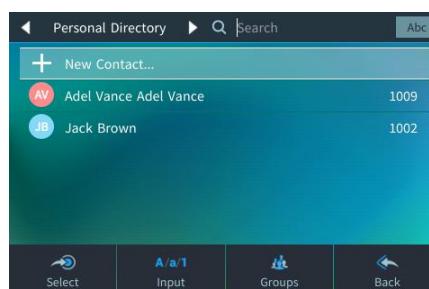 Personal Directory Search Abc
New Contact...
AV Adel Vance Adel Vance 1009
JB Jack Brown 1002
A/a/1
Select Input Groups Back